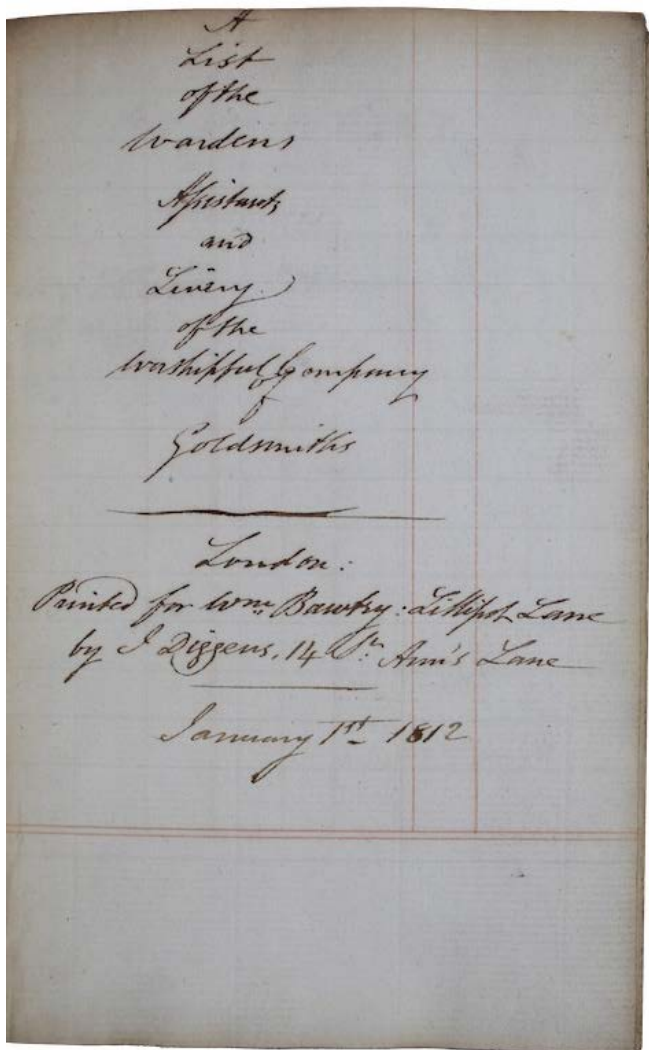 A
List
of the
Wardens
Assistants
and
Livery
of the
Worshipful Company
of
Goldsmiths
London:
Printed for Wm. Bawtry: Lillipot Lane
by I Diggens, 14 St. Ann's Lane
January 1st 1812